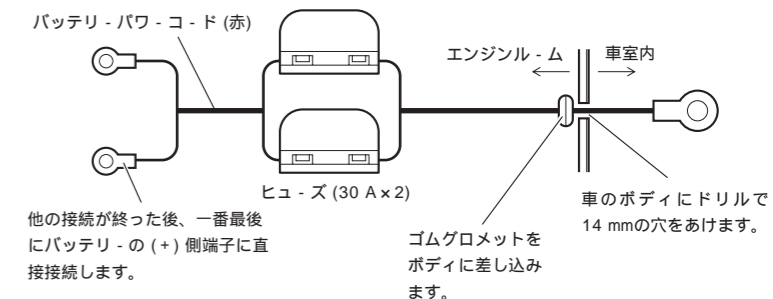 バッテリ - パワ - コ - ド (赤)
エンジンル - ム
車室内
ヒュ - ズ (30 A×2)
他の接続が終った後、一番最後
にバッテリ - の (+) 側端子に直
接接続します。
ゴムグロメットを
ボディに差し込み
ます。
車のボディにドリルで
14 mmの穴をあけます。